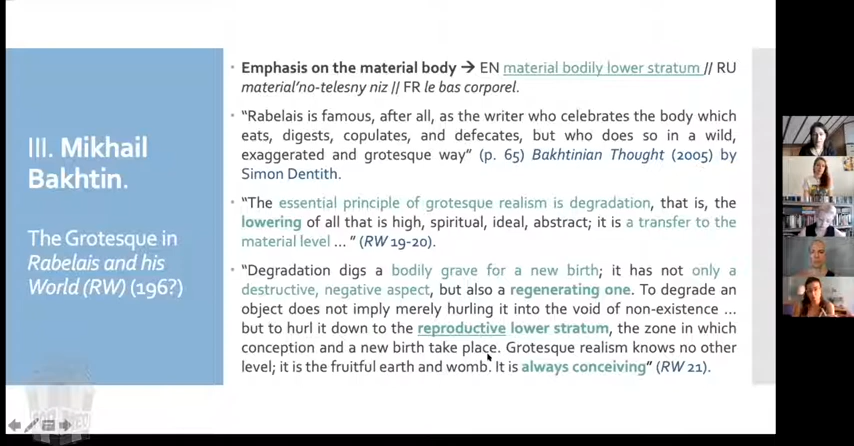 III. Mikhail
Bakhtin.
The Grotesque in
Rabelais and his
World (RW) (196?)
Emphasis on the material body → EN material bodily lower stratum // RU
material'no-telesny niz // FR le bas corporel.
“Rabelais is famous, after all, as the writer who celebrates the body which
eats, digests, copulates, and defecates, but who does so in a wild,
exaggerated and grotesque way” (p. 65) Bakhtinian Thought (2005) by
Simon Dentith.
“The essential principle of grotesque realism is degradation, that is, the
lowering of all that is high, spiritual, ideal, abstract; it is a transfer to the
material level ... ” (RW 19-20).
“Degradation digs a bodily grave for a new birth; it has not only a
destructive, negative aspect, but also a regenerating one. To degrade an
object does not imply merely hurling it into the void of non-existence ...
but to hurl it down to the reproductive lower stratum, the zone in which
conception and a new birth take place. Grotesque realism knows no other
level; it is the fruitful earth and womb. It is always conceiving” (RW 21).